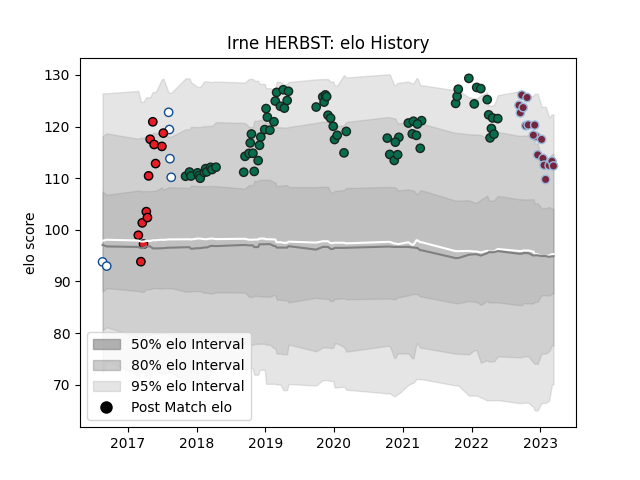 Irne HERBST: elo History
elo score
130
120
110
100
90
80
70
50% elo Interval
80% elo Interval
95% elo Interval
Post Match elo
2017 2018 2019 2020 2021 2022 2023